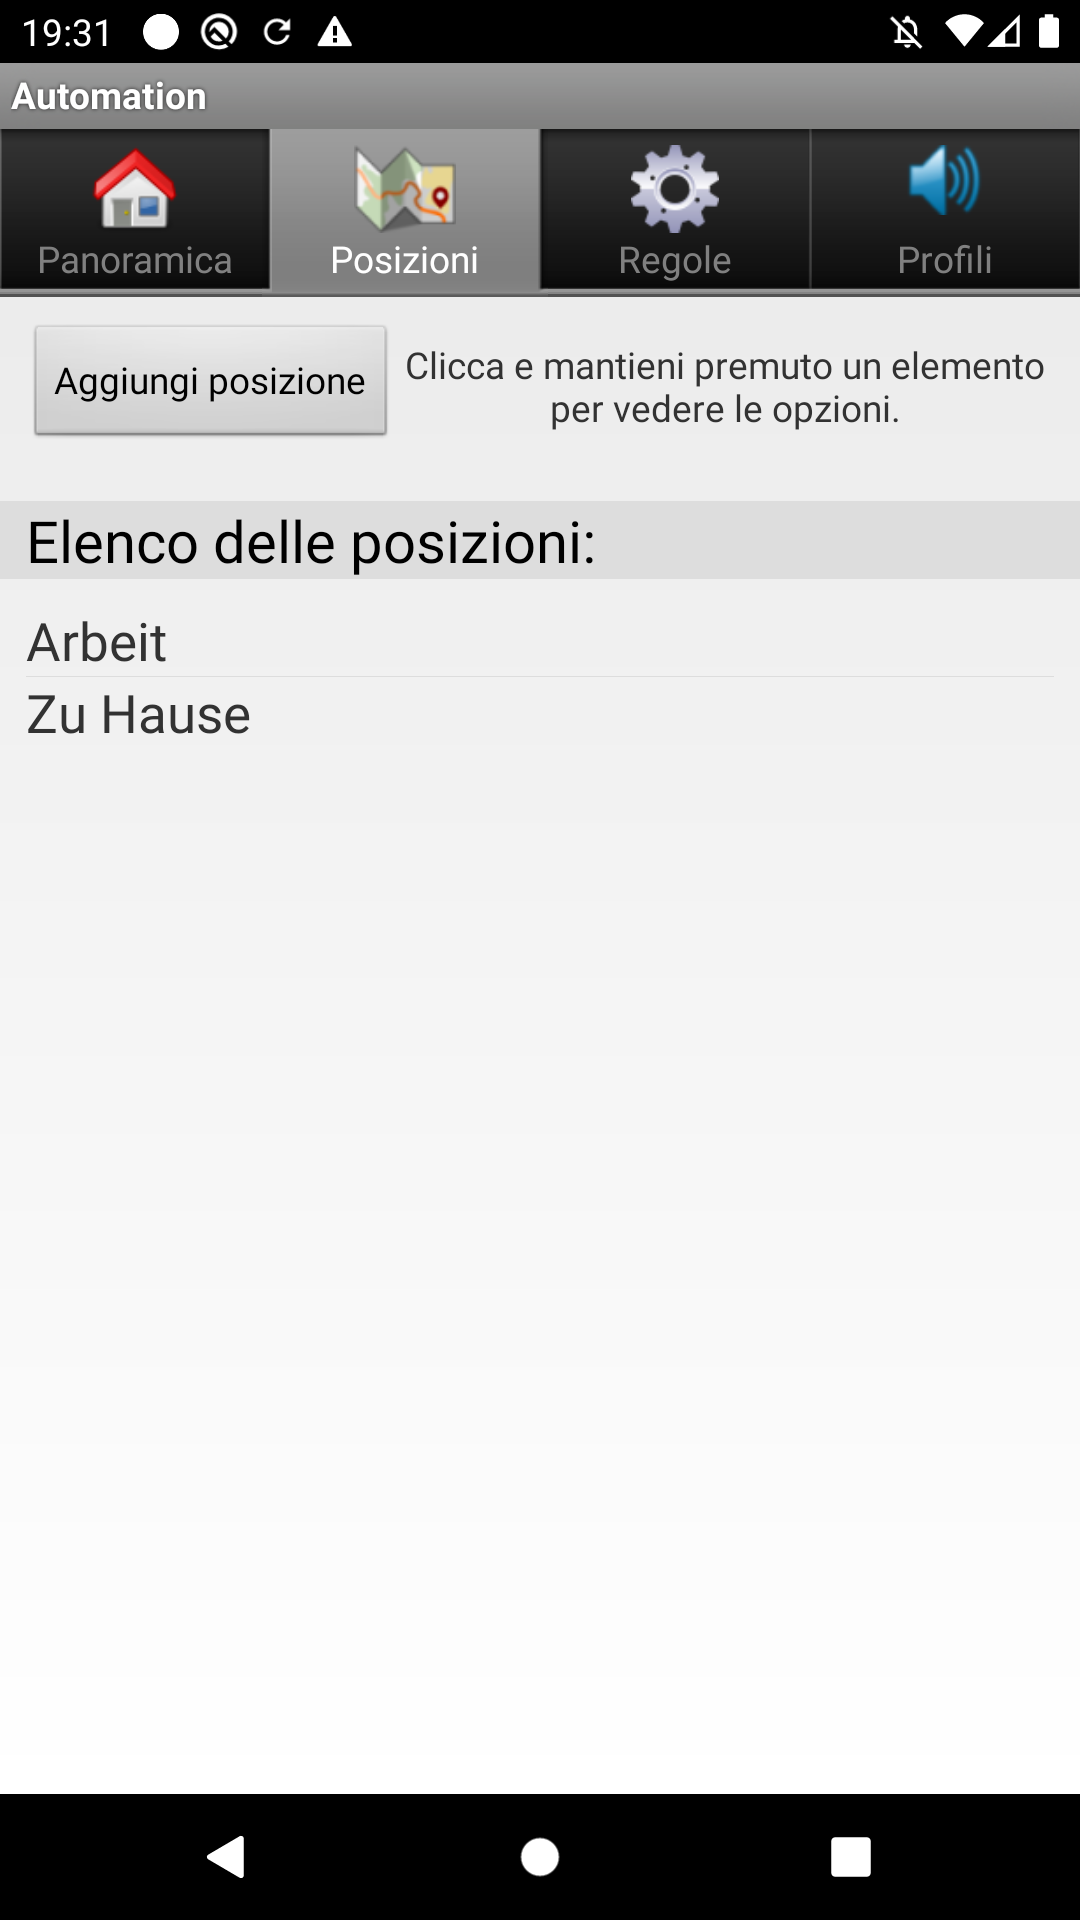 19:31
Automation
Panoramica
Posizioni
Regole
Profili
Aggiungi posizione
Clicca e mantieni premuto un elemento
per vedere le opzioni.
Elenco delle posizioni:
Arbeit
Zu Hause